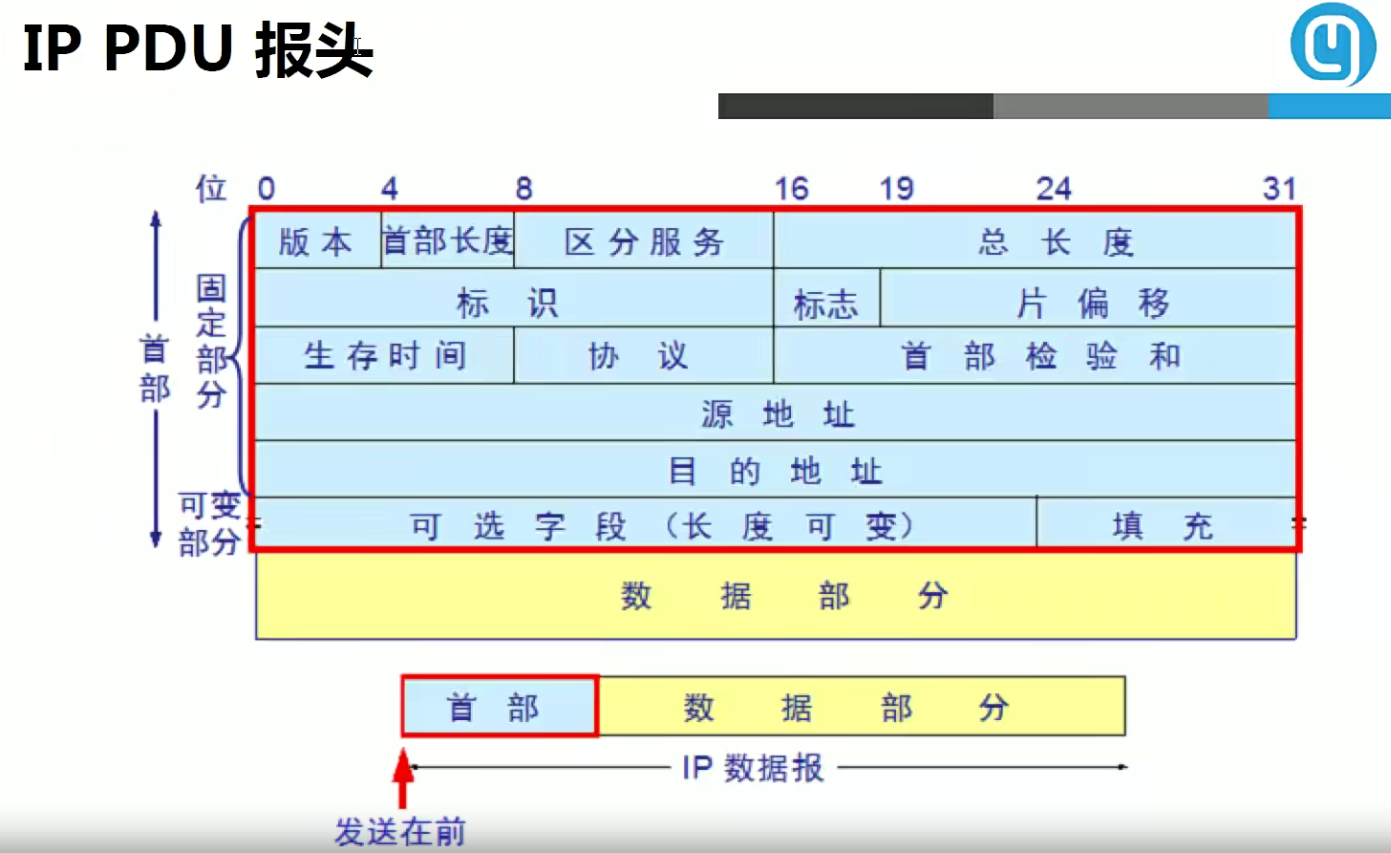 IP PDU 报头
位 0 4 8 16 19 24 31
版本 首部长度 区分服务 总长度
标识 标志 片偏移
生存时间 协议 首部检验和
源地址
目的地址
可选字段（长度可变） 填充
固定部分
首部
可变部分
数据部分
首部 数据部分
IP 数据报
发送在前